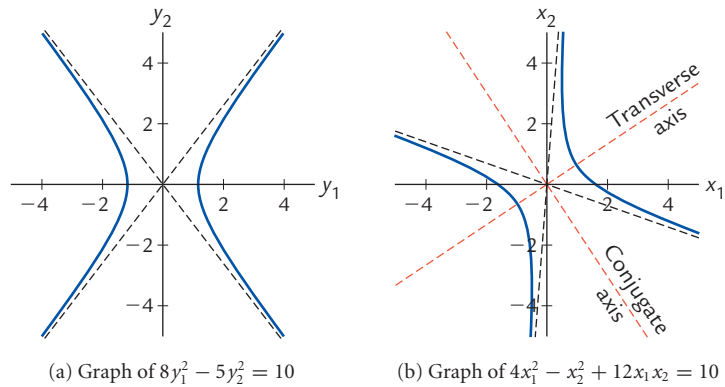 y₂
4
2
−4
−2
2
4
y₁
−2
−4
(a) Graph of 8y₁² − 5y₂² = 10
x₂
4
2
Transverse
axis
−4
−2
2
4
x₁
−2
−4
Conjugate
axis
(b) Graph of 4x₁² − x₂² + 12x₁x₂ = 10